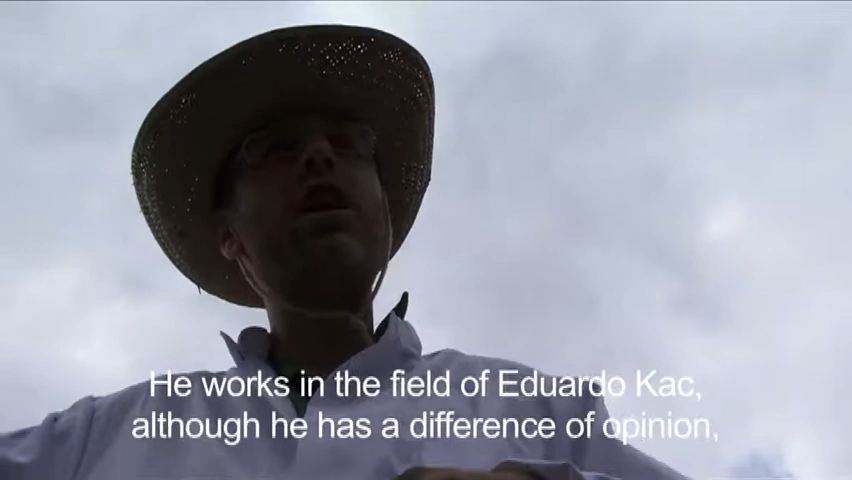 He works in the field of Eduardo Kac,
although he has a difference of opinion,